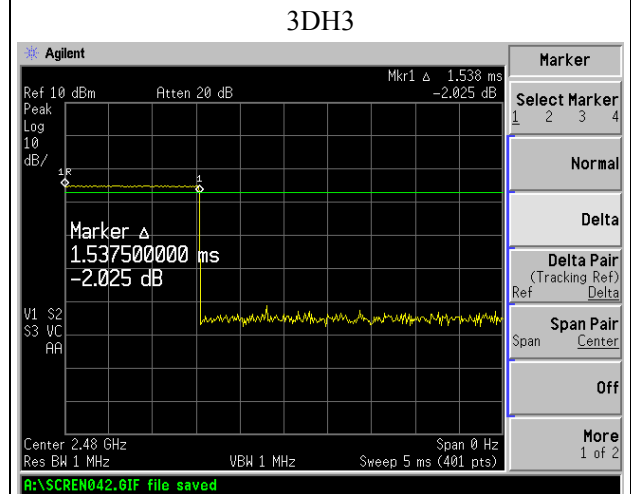 3DH3
Agilent
Marker
Mkr1 Δ 1.538 ms
Ref 10 dBm Atten 20 dB -2.025 dB
Peak
Log
10
dB/
1R
1
Marker Δ
1.537500000 ms
-2.025 dB
V1 S2
S3 VC
AA
Center 2.48 GHz Span 0 Hz
Res BW 1 MHz VBW 1 MHz Sweep 5 ms (401 pts)
A:\SCREN042.GIF file saved
Select Marker
1 2 3 4
Normal
Delta
Delta Pair
(Tracking Ref)
Ref Delta
Span Pair
Span Center
Off
More
1 of 2